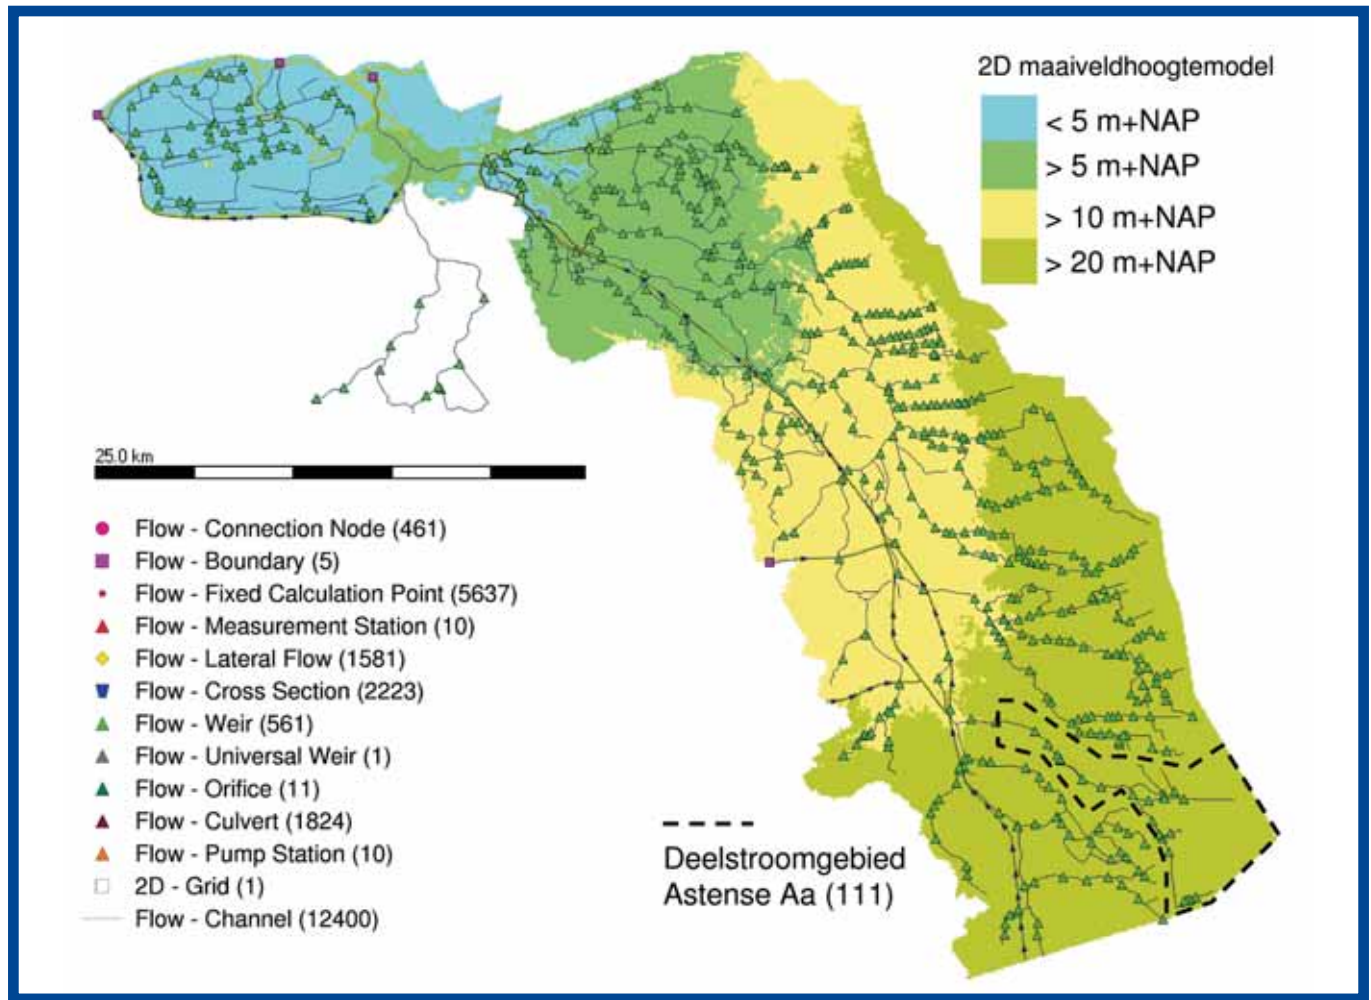 2D maaiveldhoogtemodel
< 5 m+NAP
> 5 m+NAP
> 10 m+NAP
> 20 m+NAP
25.0 km
Flow - Connection Node (461)
Flow - Boundary (5)
Flow - Fixed Calculation Point (5637)
Flow - Measurement Station (10)
Flow - Lateral Flow (1581)
Flow - Cross Section (2223)
Flow - Weir (561)
Flow - Universal Weir (1)
Flow - Orifice (11)
Flow - Culvert (1824)
Flow - Pump Station (10)
2D - Grid (1)
Flow - Channel (12400)
Deelstroomgebied
Astense Aa (111)